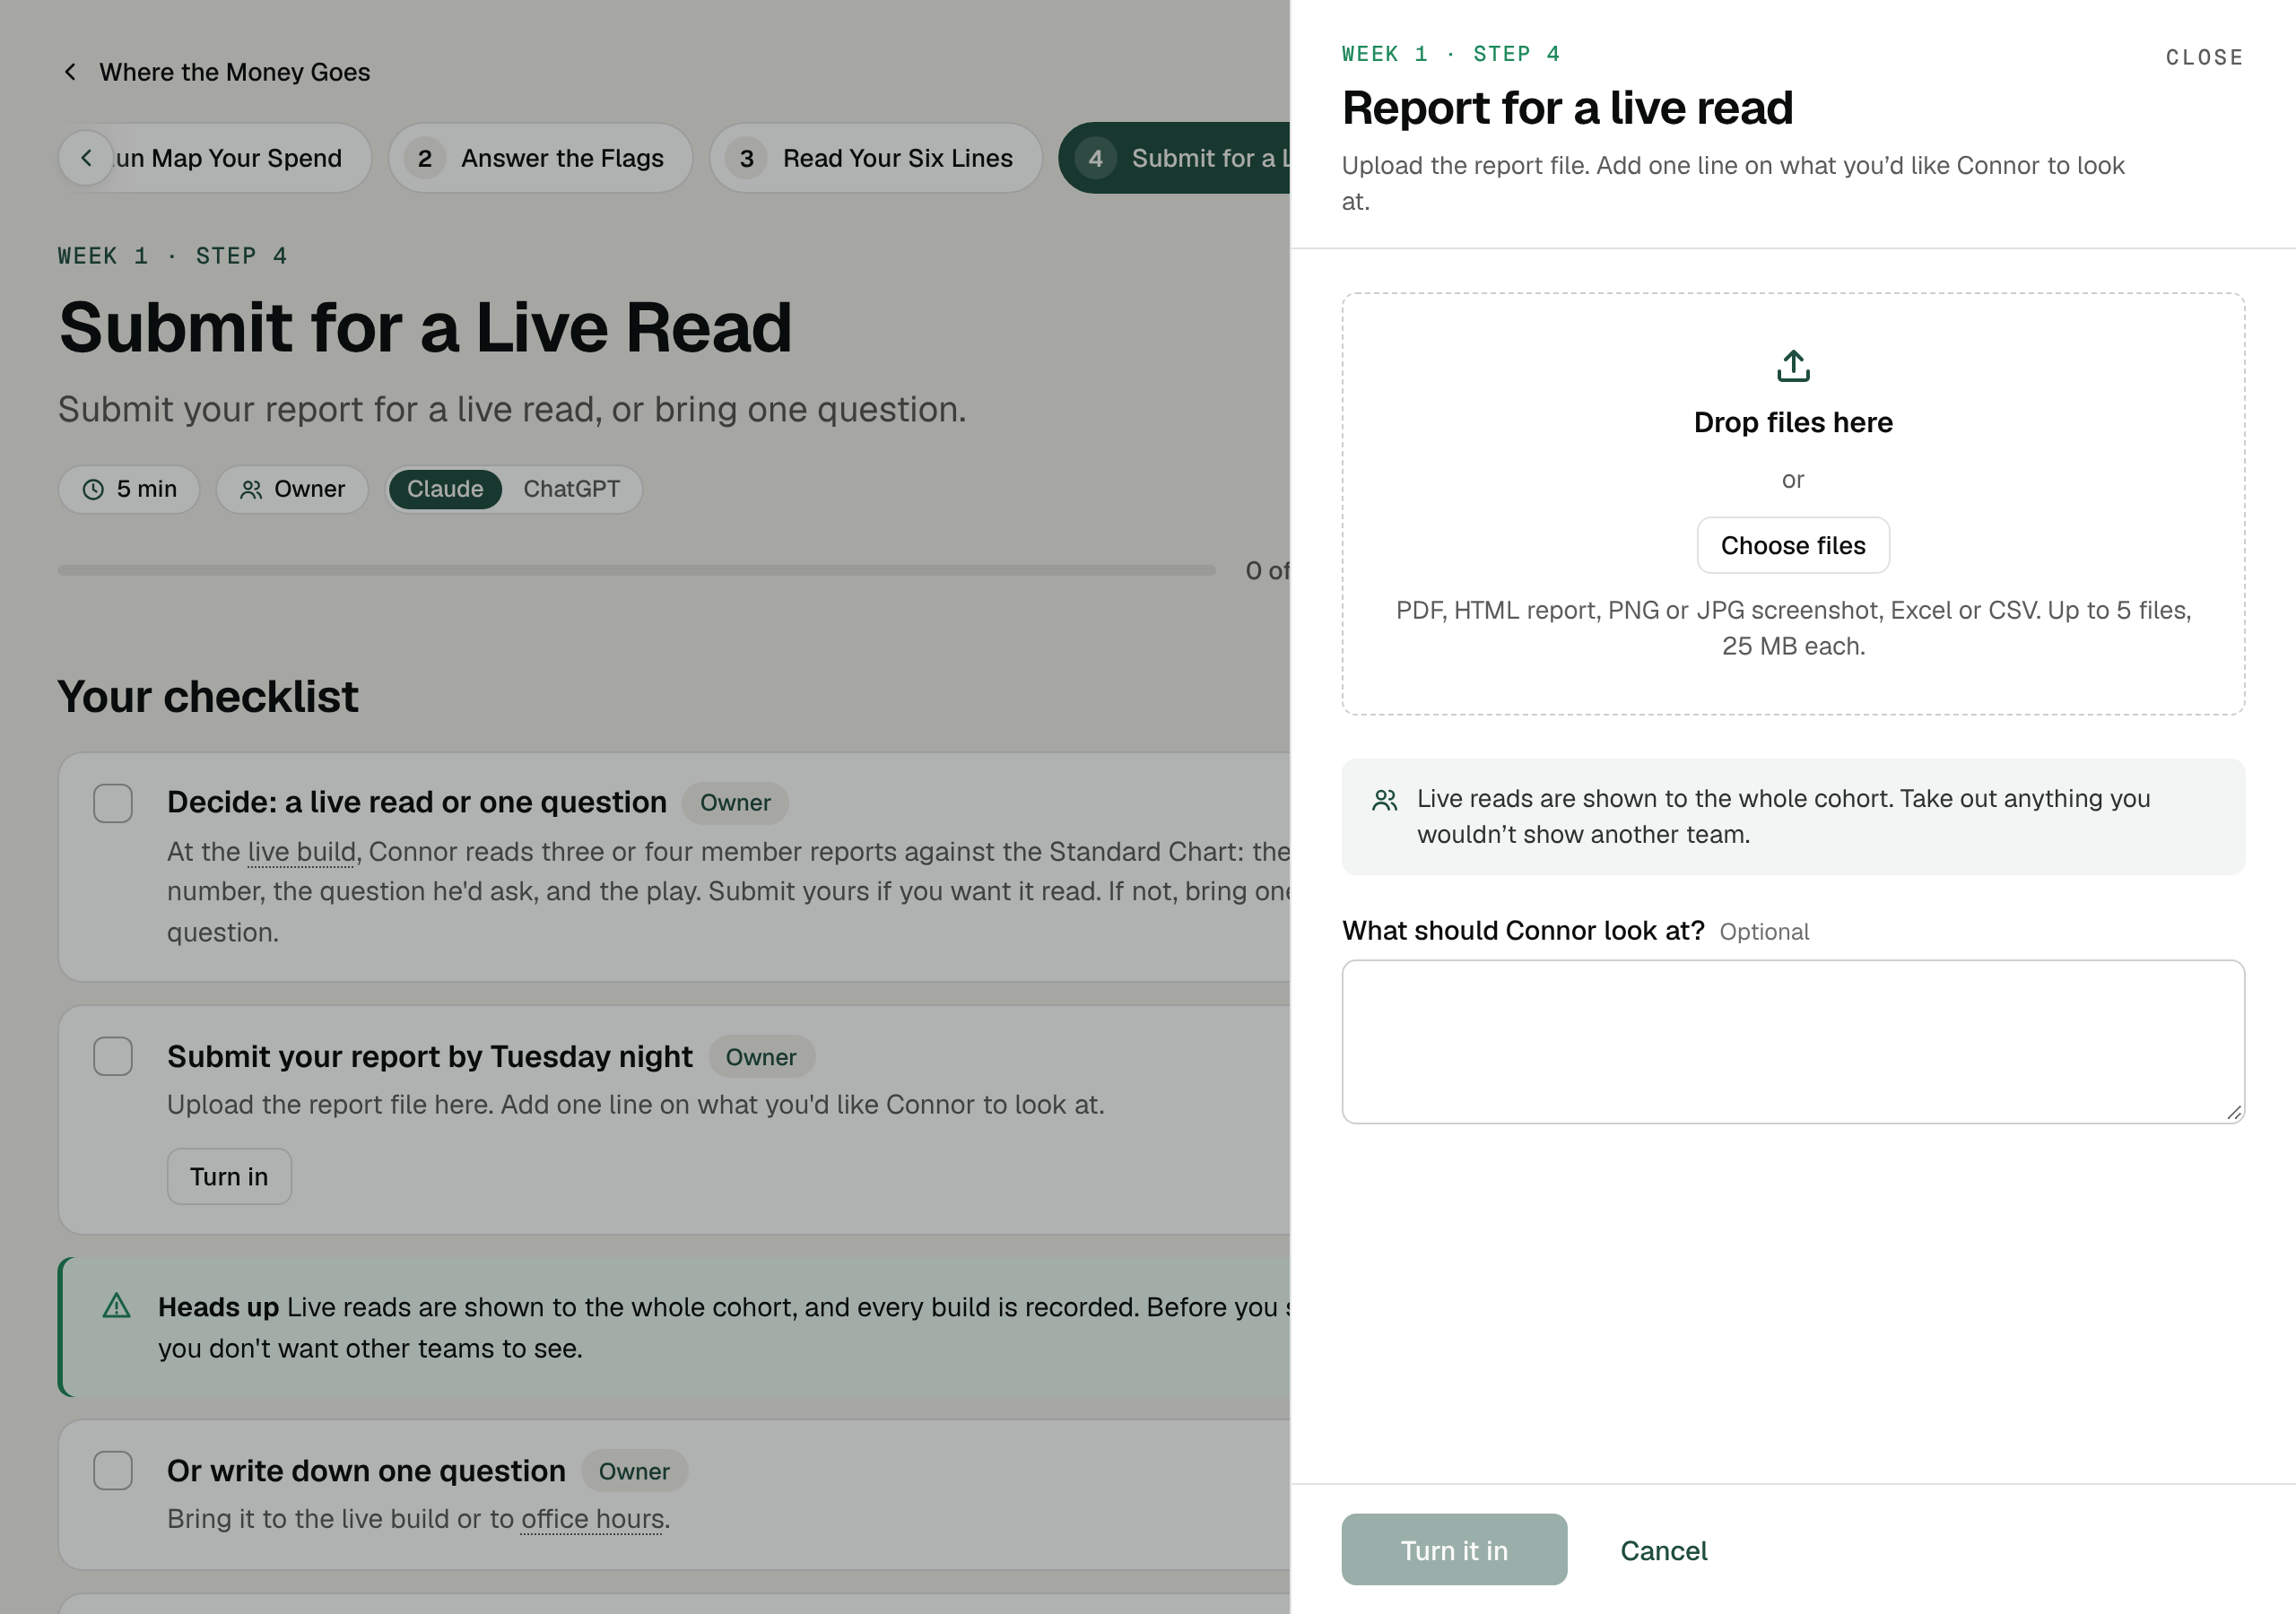 Where the Money Goes
un Map Your Spend
2 Answer the Flags
3 Read Your Six Lines
4 Submit for a L
WEEK 1 · STEP 4
Submit for a Live Read
Submit your report for a live read, or bring one question.
5 min
Owner
Claude
ChatGPT
0 of
Your checklist
Decide: a live read or one question Owner
At the live build, Connor reads three or four member reports against the Standard Chart: the
number, the question he'd ask, and the play. Submit yours if you want it read. If not, bring one
question.
Submit your report by Tuesday night Owner
Upload the report file here. Add one line on what you'd like Connor to look at.
Turn in
Heads up Live reads are shown to the whole cohort, and every build is recorded. Before you s
you don't want other teams to see.
Or write down one question Owner
Bring it to the live build or to office hours.
WEEK 1 · STEP 4
CLOSE
Report for a live read
Upload the report file. Add one line on what you’d like Connor to look
at.
Drop files here
or
Choose files
PDF, HTML report, PNG or JPG screenshot, Excel or CSV. Up to 5 files,
25 MB each.
Live reads are shown to the whole cohort. Take out anything you
wouldn’t show another team.
What should Connor look at? Optional
Turn it in
Cancel